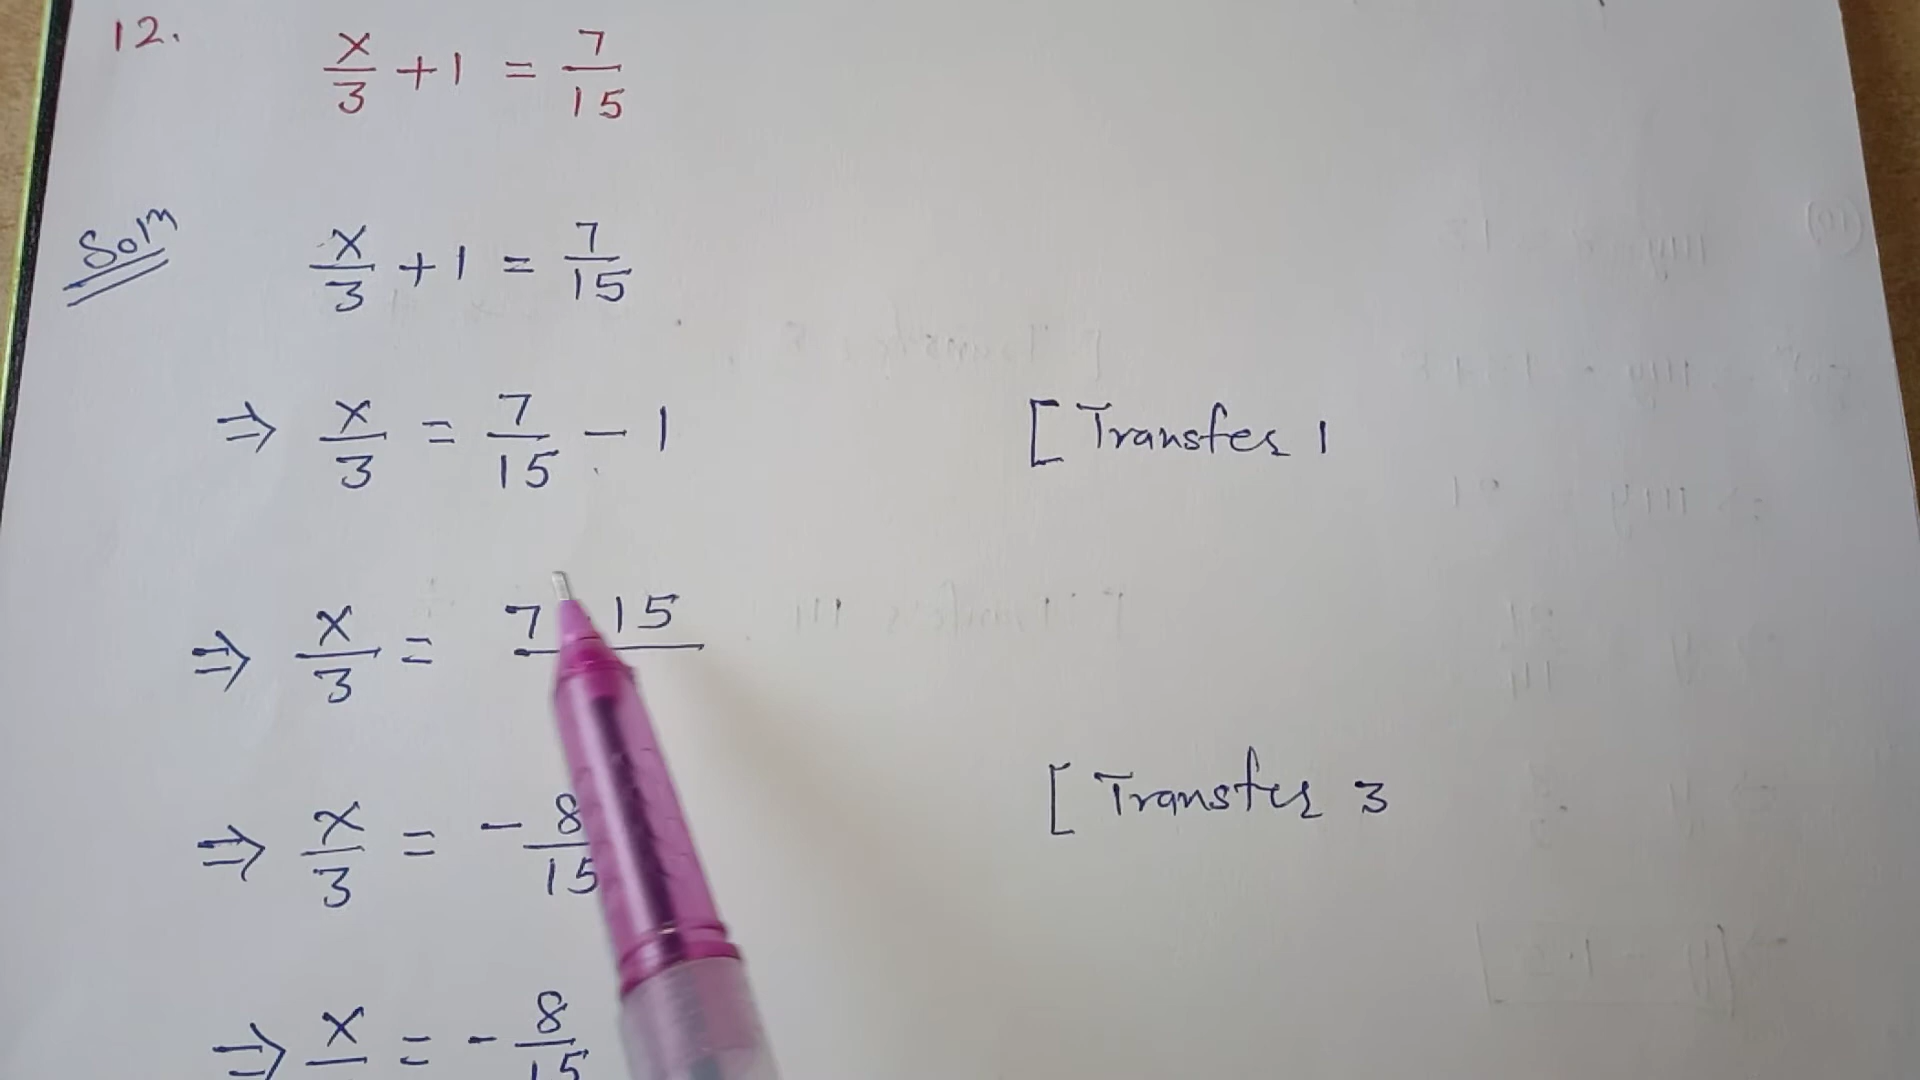 12.
x/3 + 1 = 7/15
Soln
x/3 + 1 = 7/15
⇒ x/3 = 7/15 - 1 [Transfer 1
⇒ x/3 = 7 15
⇒ x/3 = - 8/15 [Transfer 3
⇒ x = - 8/15